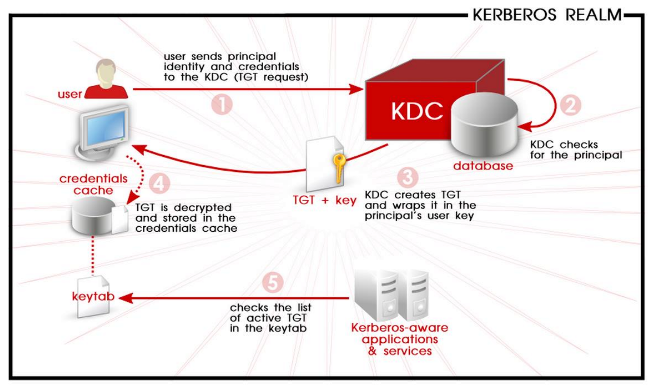 KERBEROS REALM
user sends principal
identity and credentials
to the KDC (TGT request)
user
1
KDC
2
KDC checks
for the principal
database
credentials
cache
4
TGT is decrypted
and stored in the
credentials cache
TGT + key
3
KDC creates TGT
and wraps it in the
principal's user key
keytab
5
checks the list
of active TGT
in the keytab
Kerberos-aware
applications
& services